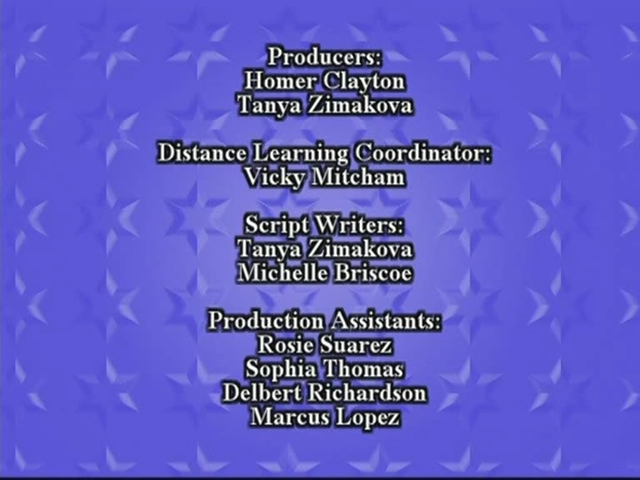 Producers:
Homer Clayton
Tanya Zimakova
Distance Learning Coordinator:
Vicky Mitcham
Script Writers:
Tanya Zimakova
Michelle Briscoe
Production Assistants:
Rosie Suarez
Sophia Thomas
Delbert Richardson
Marcus Lopez